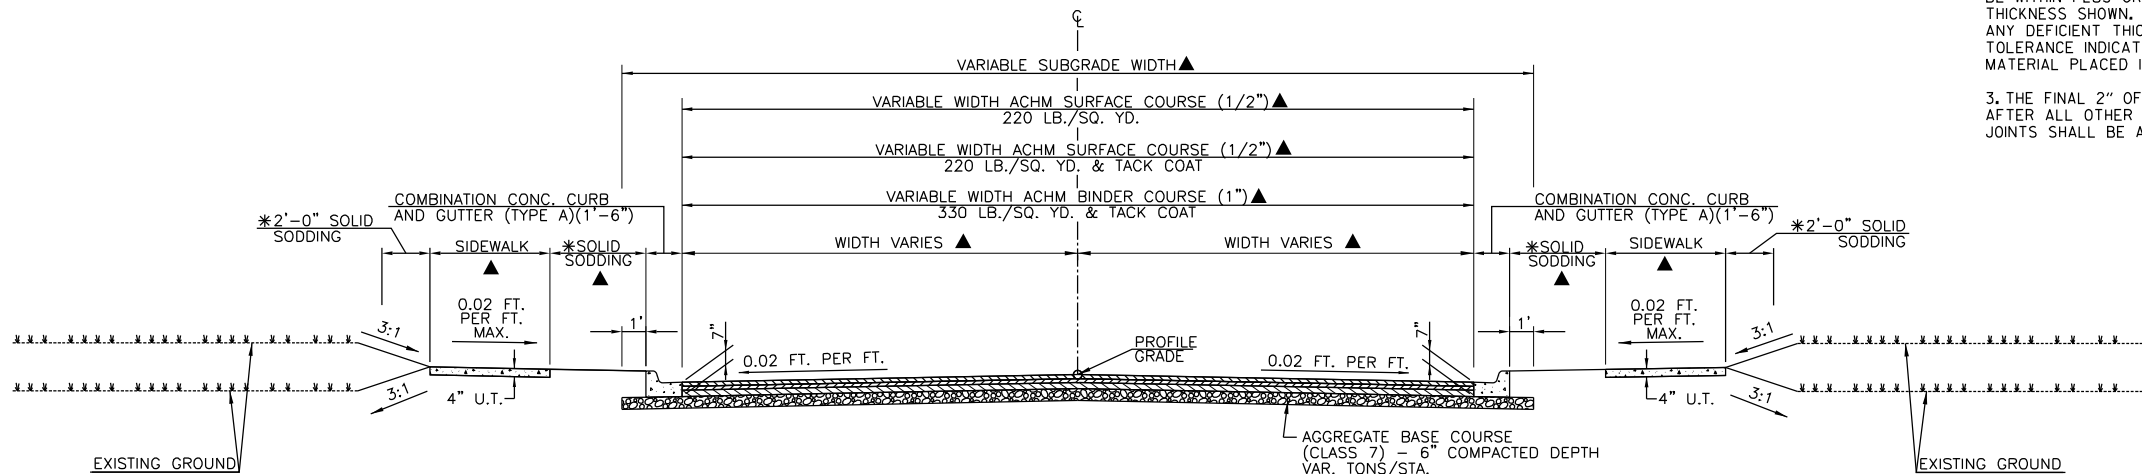 ℄
VARIABLE SUBGRADE WIDTH▲
VARIABLE WIDTH ACHM SURFACE COURSE (1/2")▲
220 LB./SQ. YD.
VARIABLE WIDTH ACHM SURFACE COURSE (1/2")▲
220 LB./SQ. YD. & TACK COAT
VARIABLE WIDTH ACHM BINDER COURSE (1")▲
330 LB./SQ. YD. & TACK COAT
WIDTH VARIES ▲
WIDTH VARIES ▲
COMBINATION CONC. CURB
AND GUTTER (TYPE A)(1'-6")
*2'-0" SOLID
SODDING
SIDEWALK
▲
*SOLID
SODDING
▲
0.02 FT.
PER FT.
MAX.
3:1
3:1
4" U.T.
EXISTING GROUND
1'
7"
0.02 FT. PER FT.
PROFILE
GRADE
0.02 FT. PER FT.
7"
1'
COMBINATION CONC. CURB
AND GUTTER (TYPE A)(1'-6")
*SOLID
SODDING
▲
SIDEWALK
▲
*2'-0" SOLID
SODDING
0.02 FT.
PER FT.
MAX.
3:1
3:1
4" U.T.
AGGREGATE BASE COURSE
(CLASS 7) - 6" COMPACTED DEPTH
VAR. TONS/STA.
EXISTING GROUND
THICKNESS SHOWN.
ANY DEFICIENT THIC
TOLERANCE INDICAT
MATERIAL PLACED I
3. THE FINAL 2" OF
AFTER ALL OTHER
JOINTS SHALL BE A